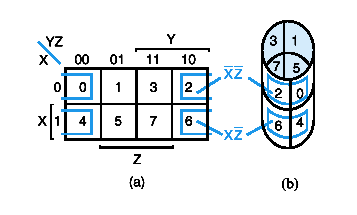 YZ
X
Y
00 01 11 10
0 0 1 3 2
X 1 4 5 7 6
Z
X̅Z̅
XZ̅
(a)
3 1
7 5
2 0
6 4
(b)